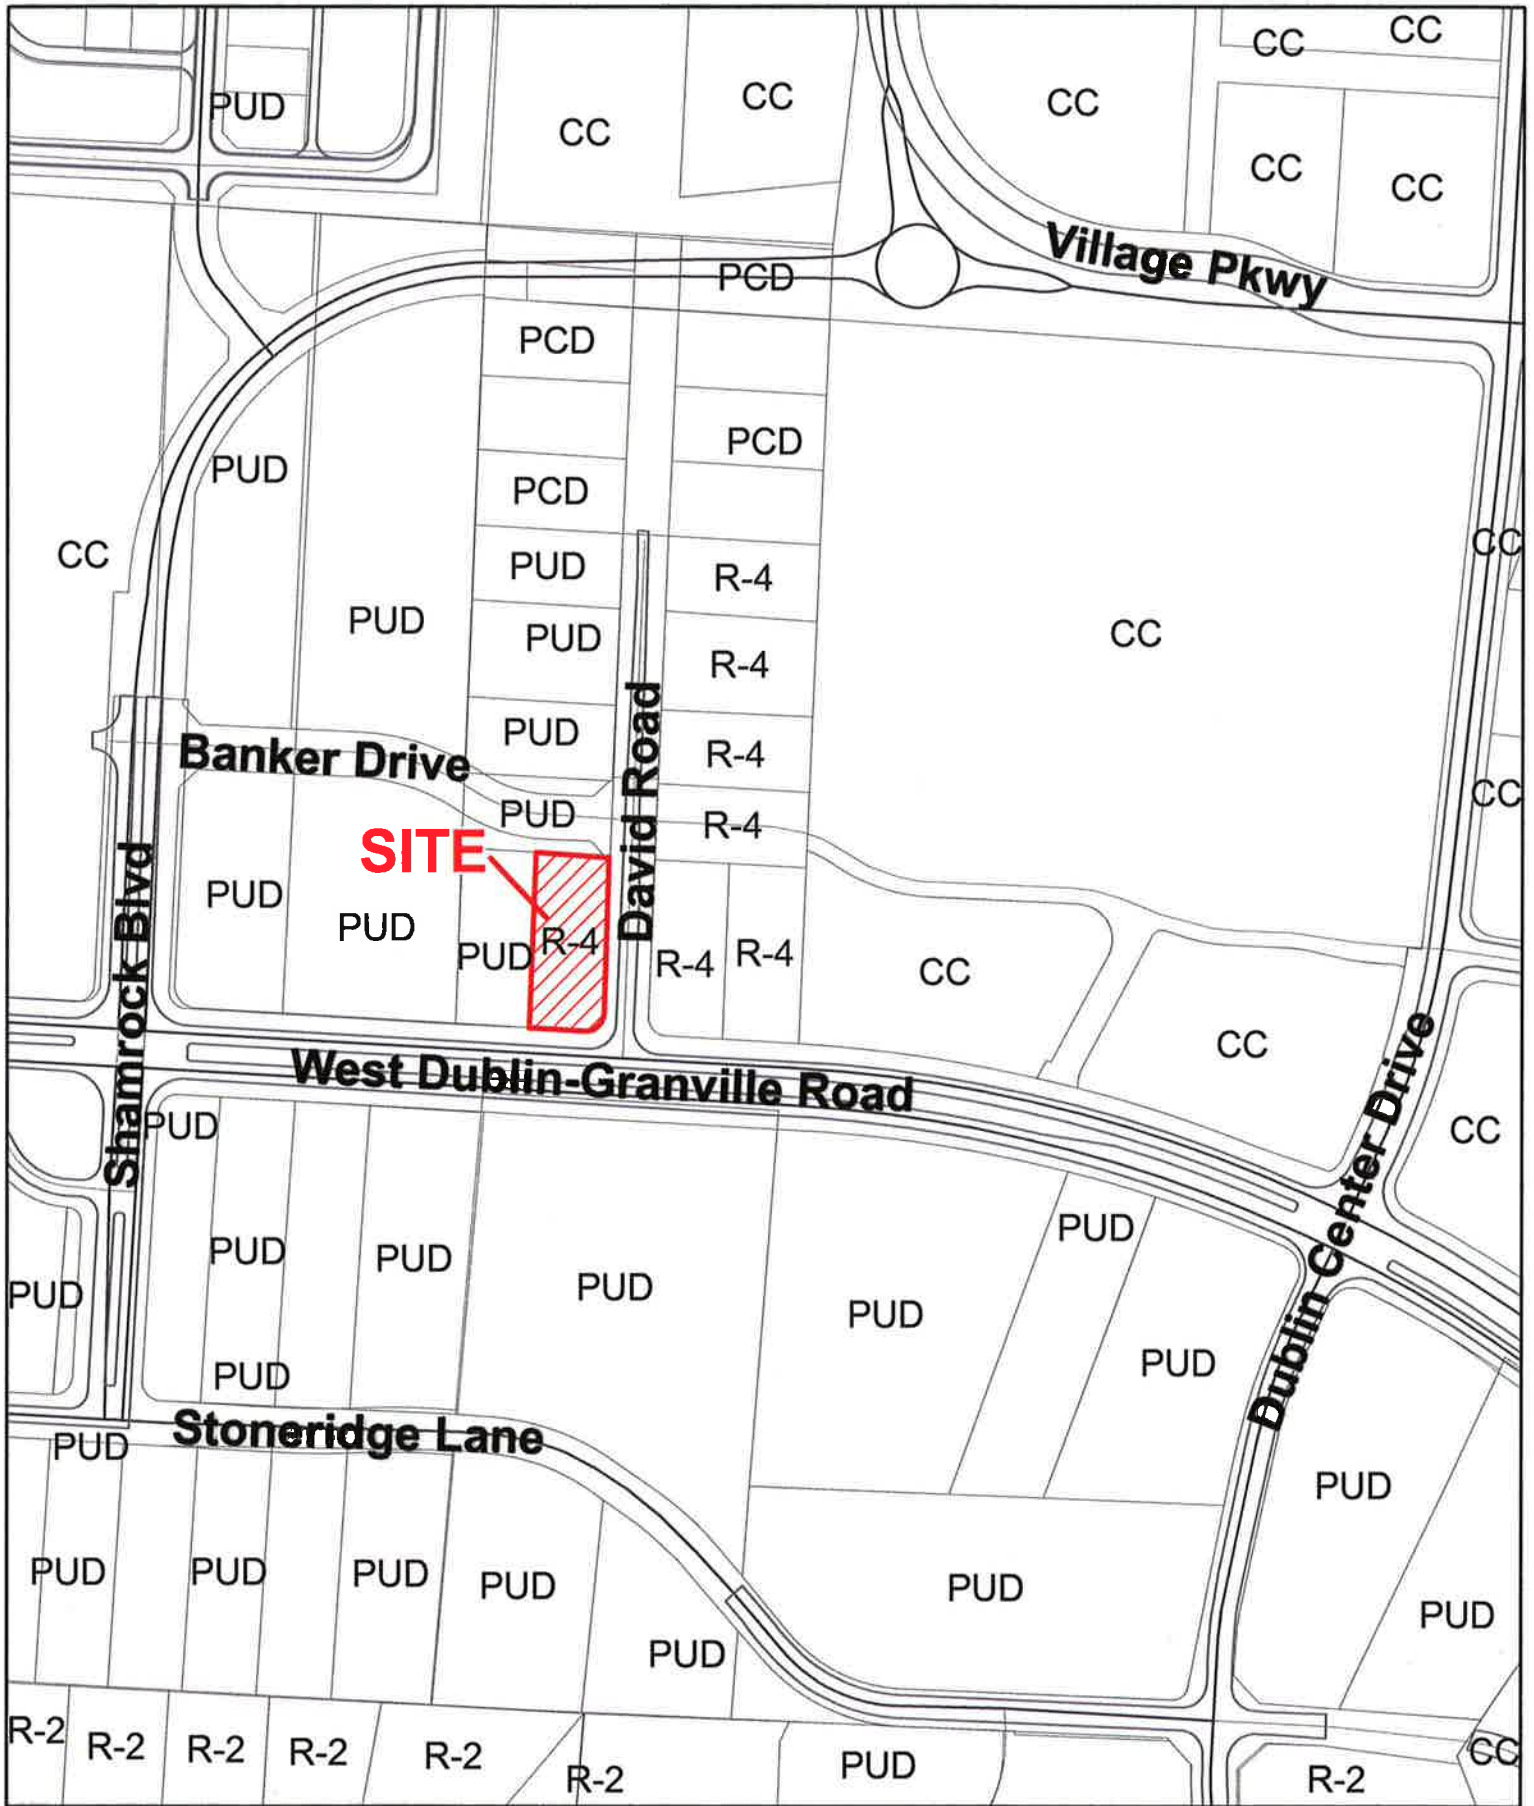 CC
CC
PUD
CC
CC
CC
CC
CC
Village Pkwy
PCD
PCD
PCD
PUD
PCD
CC
CC
PUD
R-4
PUD
PUD
CC
R-4
David Road
PUD
Banker Drive
R-4
CC
PUD
R-4
SITE
Shamrock Blvd
PUD
PUD
PUD
R-4
R-4
R-4
CC
CC
West Dublin-Granville Road
Dublin Center Drive
PUD
CC
PUD
PUD
PUD
PUD
PUD
PUD
PUD
PUD
PUD
Stoneridge Lane
PUD
PUD
PUD
PUD
PUD
PUD
PUD
PUD
PUD
R-2
R-2
R-2
R-2
R-2
R-2
PUD
R-2
CC